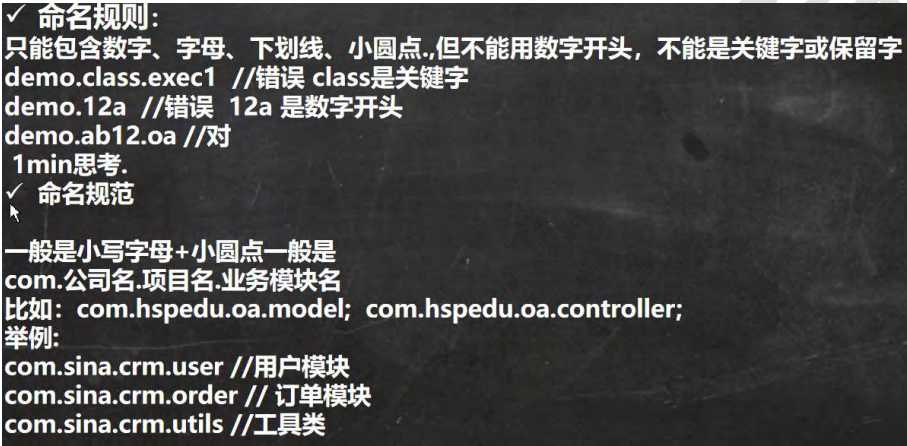 ✓ 命名规则：
只能包含数字、字母、下划线、小圆点.,但不能用数字开头，不能是关键字或保留字
demo.class.exec1 //错误 class是关键字
demo.12a //错误 12a 是数字开头
demo.ab12.oa //对
1min思考.
✓ 命名规范
一般是小写字母+小圆点一般是
com.公司名.项目名.业务模块名
比如：com.hspedu.oa.model; com.hspedu.oa.controller;
举例:
com.sina.crm.user //用户模块
com.sina.crm.order // 订单模块
com.sina.crm.utils //工具类